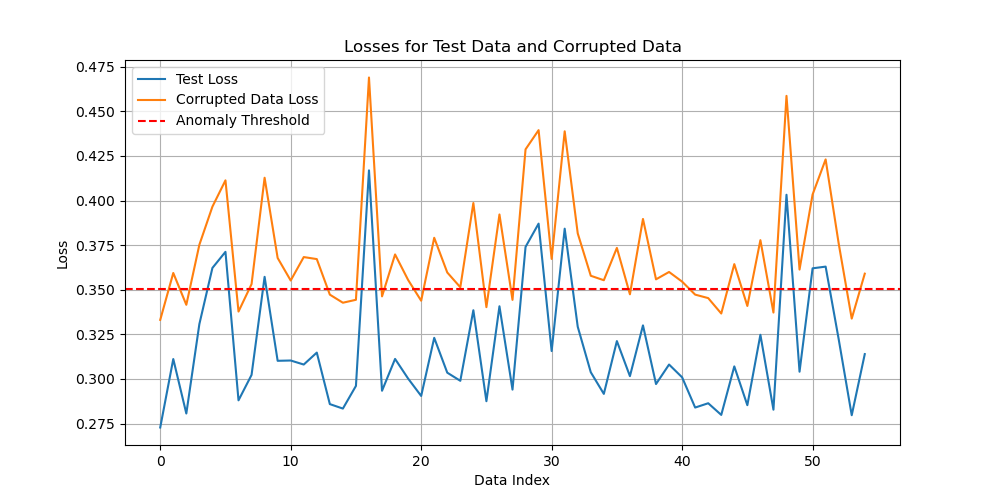 Losses for Test Data and Corrupted Data
0.475
0.450
0.425
0.400
0.375
0.350
0.325
0.300
0.275
Loss
Test Loss
Corrupted Data Loss
Anomaly Threshold
0 10 20 30 40 50
Data Index